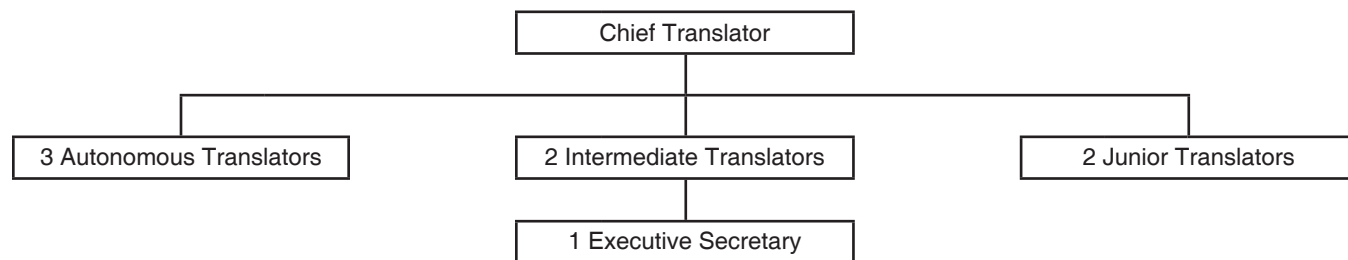 Chief Translator
3 Autonomous Translators
2 Intermediate Translators
2 Junior Translators
1 Executive Secretary